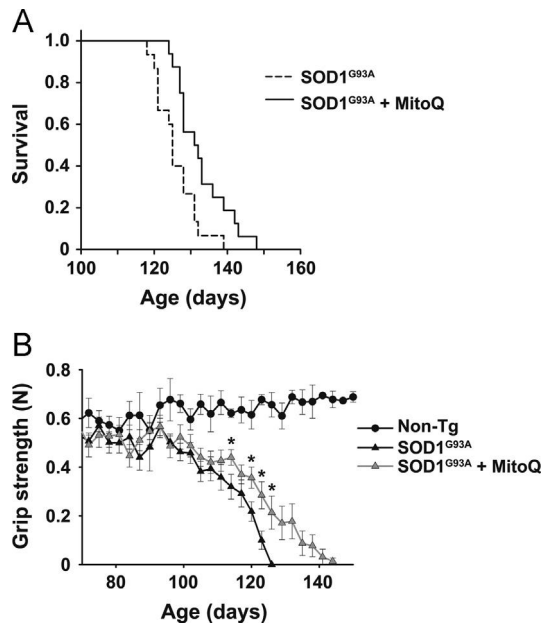 A
1.0
0.8
0.6
0.4
0.2
0
Survival
100 120 140 160
Age (days)
SOD1G93A
SOD1G93A + MitoQ
B
0.8
0.6
0.4
0.2
0
Grip strength (N)
* * * *
80 100 120 140
Age (days)
Non-Tg
SOD1G93A
SOD1G93A + MitoQ